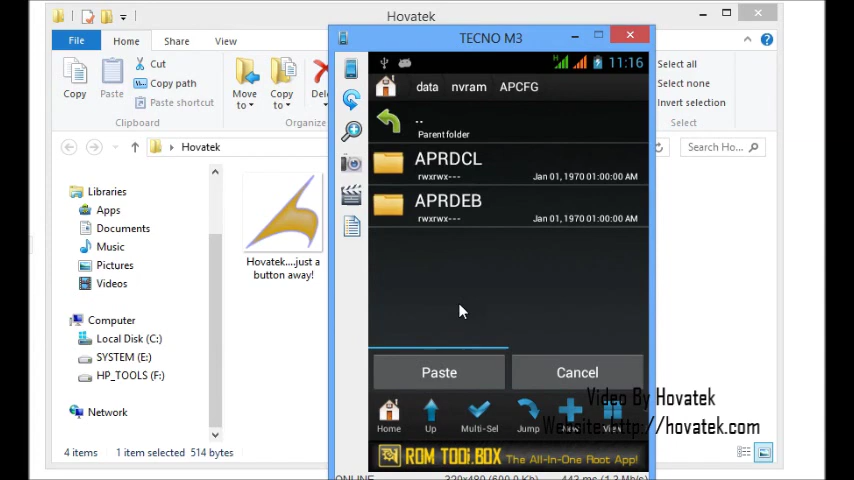 Hovatek
File
Home
Share
View
Copy
Paste
Cut
Copy path
Paste shortcut
Clipboard
Move to
Copy to
Organize
Select all
Select none
Invert selection
Select
Hovatek
Search Ho...
Libraries
Apps
Documents
Music
Pictures
Videos
Computer
Local Disk (C:)
SYSTEM (E:)
HP_TOOLS (F:)
Network
Hovatek....just a
button away!
4 items
1 item selected 514 bytes
TECNO M3
H
11:16
data
nvram
APCFG
..
Parent folder
APRDCL
rwxrwx---
Jan 01, 1970 01:00:00 AM
APRDEB
rwxrwx---
Jan 01, 1970 01:00:00 AM
Paste
Cancel
Home
Up
Multi-Sel
Jump
New
View
Video By Hovatek
Website: http://hovatek.com
ROM TOOLBOX The All-In-One Root App!
ONLINE